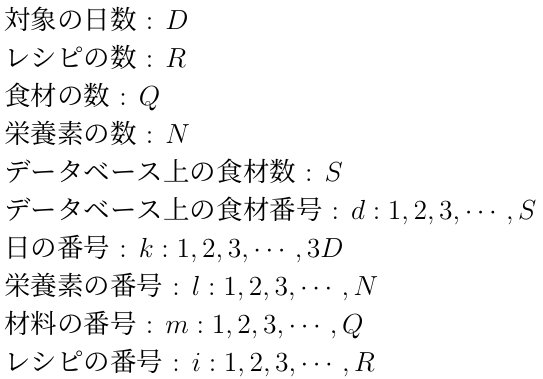 対象の日数 : D
レシピの数 : R
食材の数 : Q
栄養素の数 : N
データベース上の食材数 : S
データベース上の食材番号 : d : 1, 2, 3, ⋯ , S
日の番号 : k : 1, 2, 3, ⋯ , 3D
栄養素の番号 : l : 1, 2, 3, ⋯ , N
材料の番号 : m : 1, 2, 3, ⋯ , Q
レシピの番号 : i : 1, 2, 3, ⋯ , R